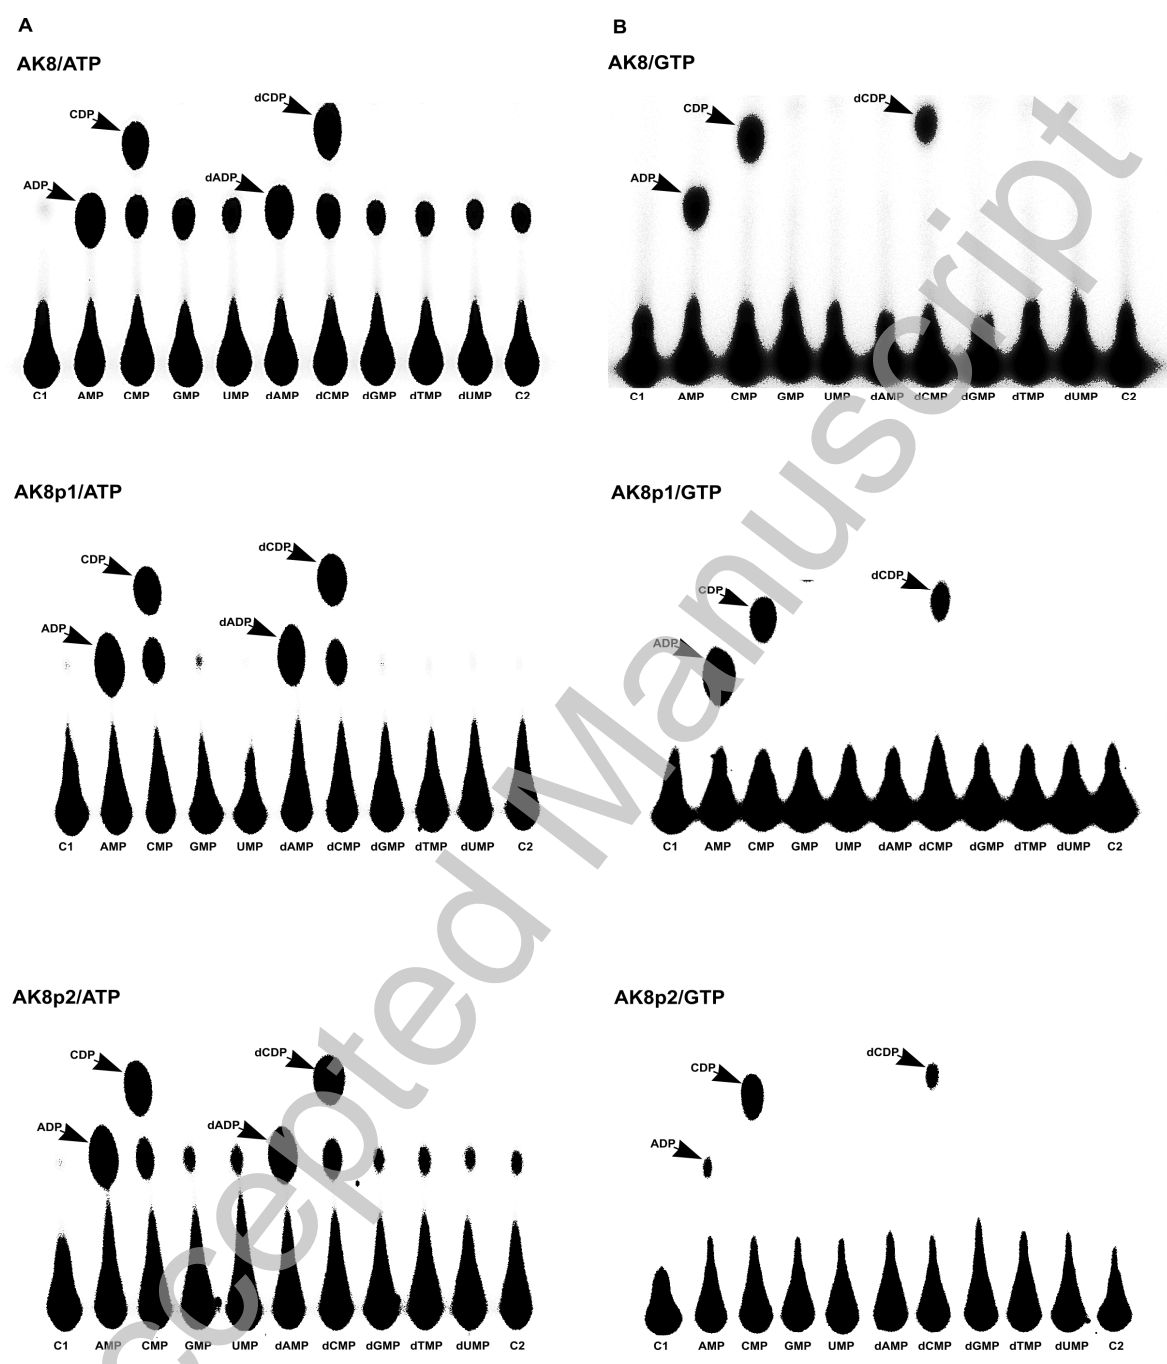 A
B
AK8/ATP
AK8/GTP
CDP
dCDP
ADP
dADP
C1 AMP CMP GMP UMP dAMP dCMP dGMP dTMP dUMP C2
CDP
dCDP
ADP
C1 AMP CMP GMP UMP dAMP dCMP dGMP dTMP dUMP C2
AK8p1/ATP
AK8p1/GTP
CDP
dCDP
ADP
dADP
C1 AMP CMP GMP UMP dAMP dCMP dGMP dTMP dUMP C2
CDP
dCDP
ADP
C1 AMP CMP GMP UMP dAMP dCMP dGMP dTMP dUMP C2
AK8p2/ATP
AK8p2/GTP
CDP
dCDP
ADP
dADP
C1 AMP CMP GMP UMP dAMP dCMP dGMP dTMP dUMP C2
CDP
dCDP
ADP
C1 AMP CMP GMP UMP dAMP dCMP dGMP dTMP dUMP C2
ccepted Manuscript